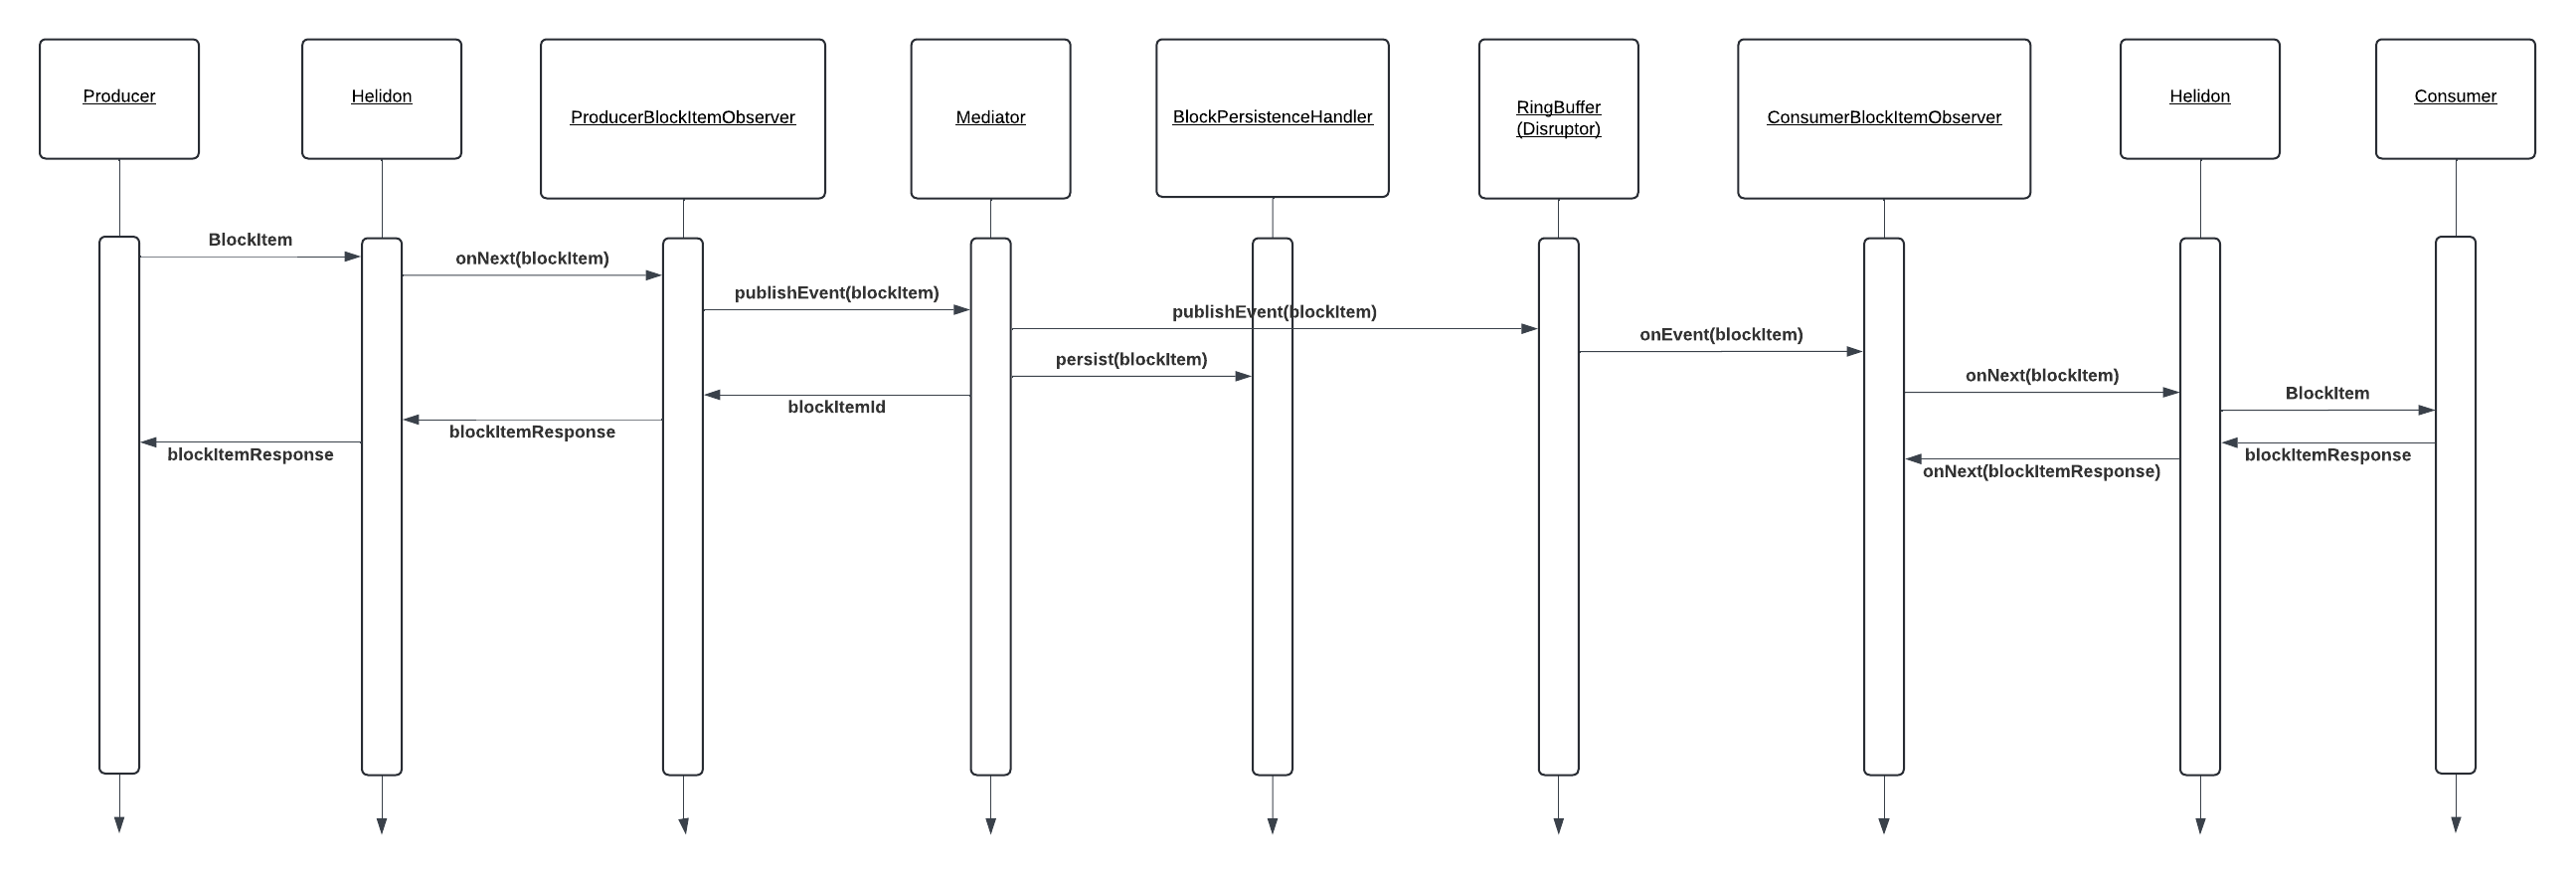 Producer
Helidon
ProducerBlockItemObserver
Mediator
BlockPersistenceHandler
RingBuffer
(Disruptor)
ConsumerBlockItemObserver
Helidon
Consumer
BlockItem
onNext(blockItem)
publishEvent(blockItem)
publishEvent(blockItem)
onEvent(blockItem)
persist(blockItem)
onNext(blockItem)
BlockItem
blockItemId
blockItemResponse
blockItemResponse
blockItemResponse
onNext(blockItemResponse)